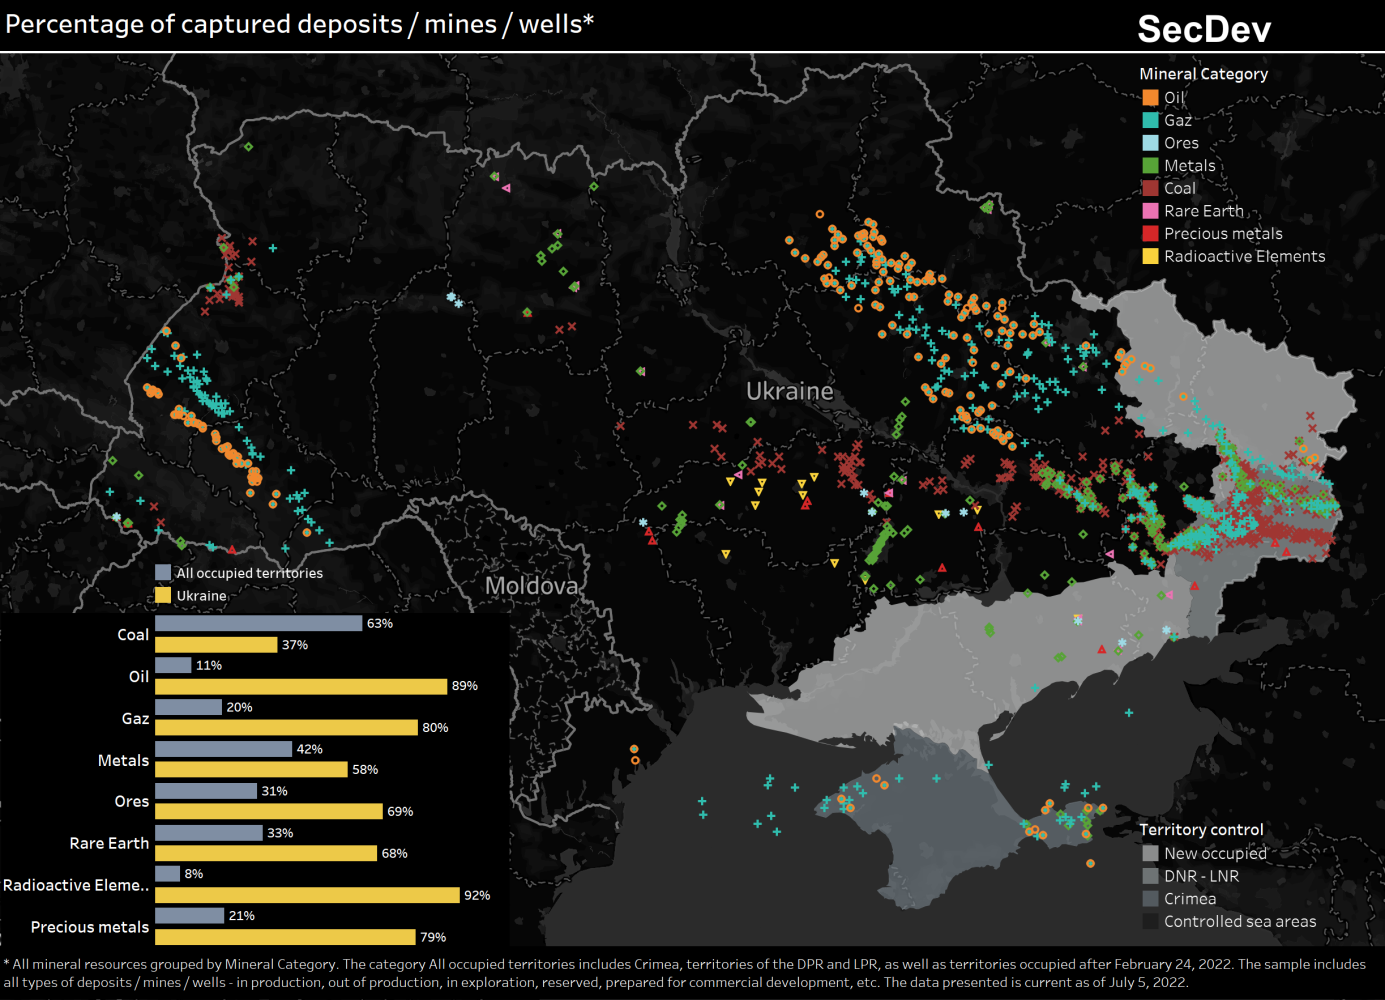 Percentage of captured deposits / mines / wells*
SecDev
Mineral Category
Oil
Gaz
Ores
Metals
Coal
Rare Earth
Precious metals
Radioactive Elements
Ukraine
Moldova
All occupied territories
Ukraine
Coal
63%
37%
Oil
11%
89%
Gaz
20%
80%
Metals
42%
58%
Ores
31%
69%
Rare Earth
33%
68%
Radioactive Eleme..
8%
92%
Precious metals
21%
79%
Territory control
New occupied
DNR - LNR
Crimea
Controlled sea areas
* All mineral resources grouped by Mineral Category. The category All occupied territories includes Crimea, territories of the DPR and LPR, as well as territories occupied after February 24, 2022. The sample includes
all types of deposits / mines / wells - in production, out of production, in exploration, reserved, prepared for commercial development, etc. The data presented is current as of July 5, 2022.